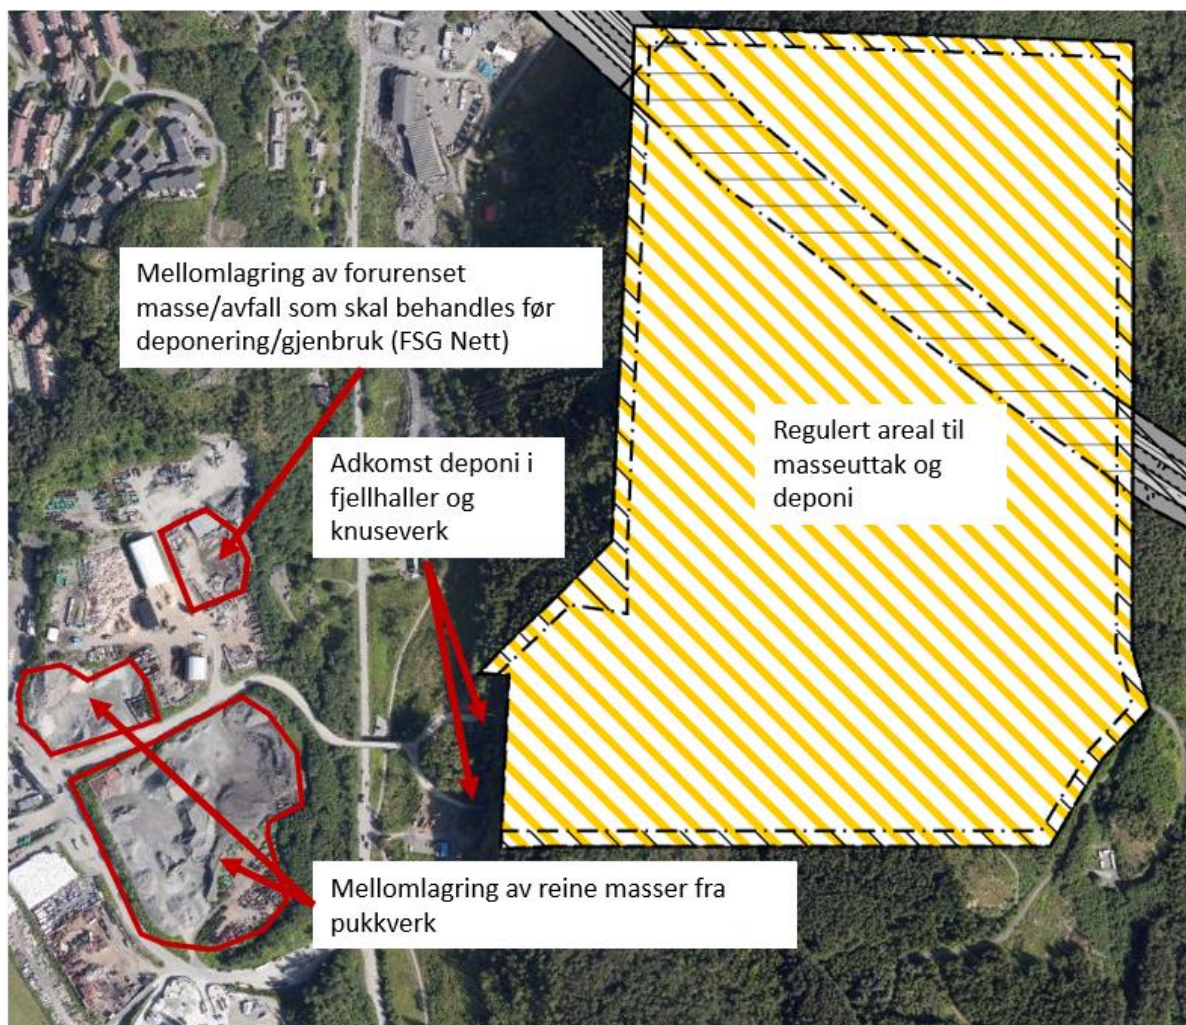 Mellomlagring av forurenset
masse/avfall som skal behandles før
deponering/gjenbruk (FSG Nett)
Adkomst deponi i
fjellhaller og
knuseverk
Regulert areal til
masseuttak og
deponi
Mellomlagring av reine masser fra
pukkverk